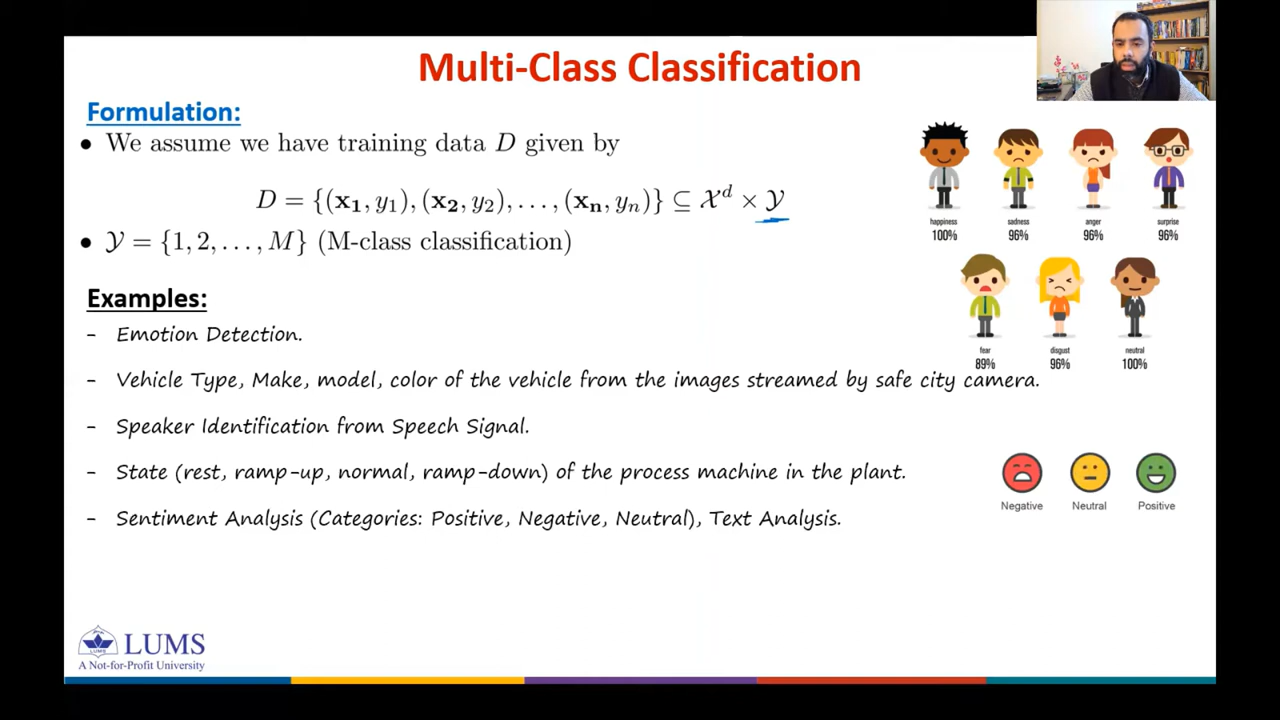 Multi-Class Classification
Formulation:
• We assume we have training data D given by
D = {(x₁, y₁), (x₂, y₂), . . . , (xₙ, yₙ)} ⊆ 𝒳ᵈ × 𝒴
• 𝒴 = {1, 2, . . . , M} (M-class classification)
happiness sadness anger surprise
100% 96% 96% 96%
fear disgust neutral
89% 96% 100%
Examples:
- Emotion Detection.
- Vehicle Type, Make, model, color of the vehicle from the images streamed by safe city camera.
- Speaker Identification from Speech Signal.
- State (rest, ramp-up, normal, ramp-down) of the process machine in the plant.
- Sentiment Analysis (Categories: Positive, Negative, Neutral), Text Analysis.
Negative Neutral Positive
LUMS
A Not-for-Profit University